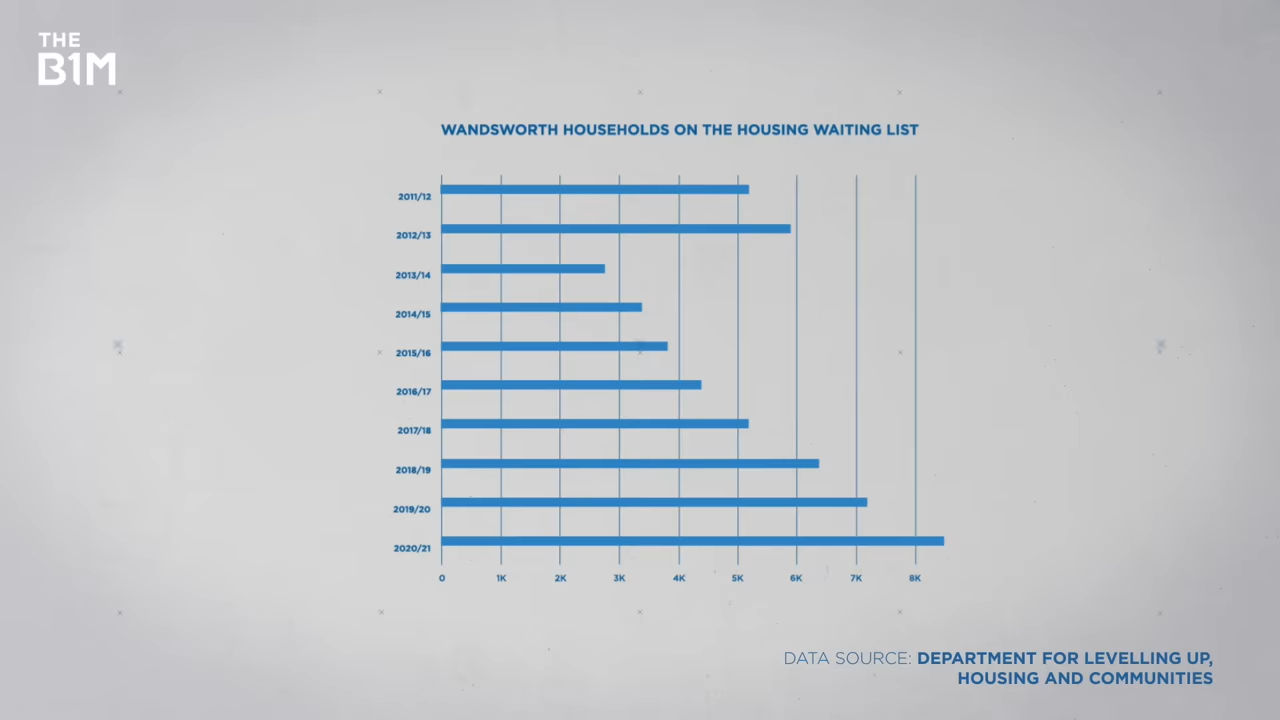 THE
B1M
WANDSWORTH HOUSEHOLDS ON THE HOUSING WAITING LIST
2011/12
2012/13
2013/14
2014/15
2015/16
2016/17
2017/18
2018/19
2019/20
2020/21
0 1K 2K 3K 4K 5K 6K 7K 8K
DATA SOURCE: DEPARTMENT FOR LEVELLING UP,
HOUSING AND COMMUNITIES